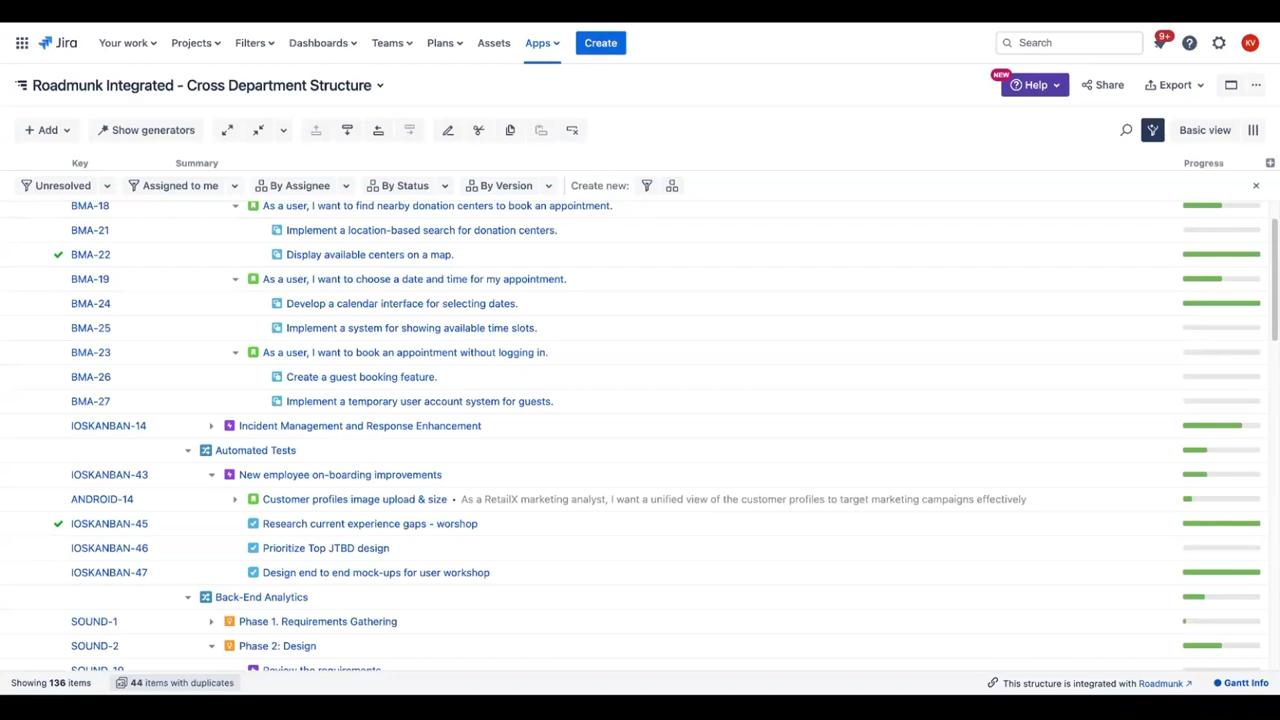 Jira Your work Projects Filters Dashboards Teams Plans Assets Apps Create Search 9+ KV
Roadmunk Integrated - Cross Department Structure NEW Help Share Export
Add Show generators Basic view
Key Summary Progress
Unresolved Assigned to me By Assignee By Status By Version Create new:
BMA-18 As a user, I want to find nearby donation centers to book an appointment.
BMA-21 Implement a location-based search for donation centers.
BMA-22 Display available centers on a map.
BMA-19 As a user, I want to choose a date and time for my appointment.
BMA-24 Develop a calendar interface for selecting dates.
BMA-25 Implement a system for showing available time slots.
BMA-23 As a user, I want to book an appointment without logging in.
BMA-26 Create a guest booking feature.
BMA-27 Implement a temporary user account system for guests.
IOSKANBAN-14 Incident Management and Response Enhancement
Automated Tests
IOSKANBAN-43 New employee on-boarding improvements
ANDROID-14 Customer profiles image upload & size • As a RetailX marketing analyst, I want a unified view of the customer profiles to target marketing campaigns effectively
IOSKANBAN-45 Research current experience gaps - worshop
IOSKANBAN-46 Prioritize Top JTBD design
IOSKANBAN-47 Design end to end mock-ups for user workshop
Back-End Analytics
SOUND-1 Phase 1. Requirements Gathering
SOUND-2 Phase 2: Design
SOUND-19 Review the requirements
Showing 136 items 44 items with duplicates This structure is integrated with Roadmunk Gantt Info